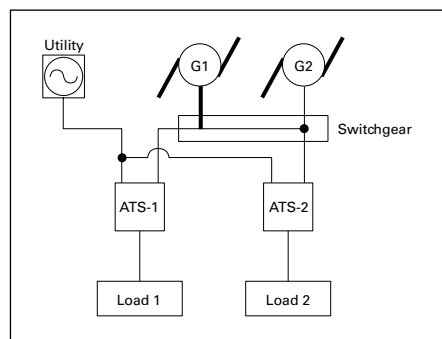 Utility
G1
G2
Switchgear
ATS-1
ATS-2
Load 1
Load 2